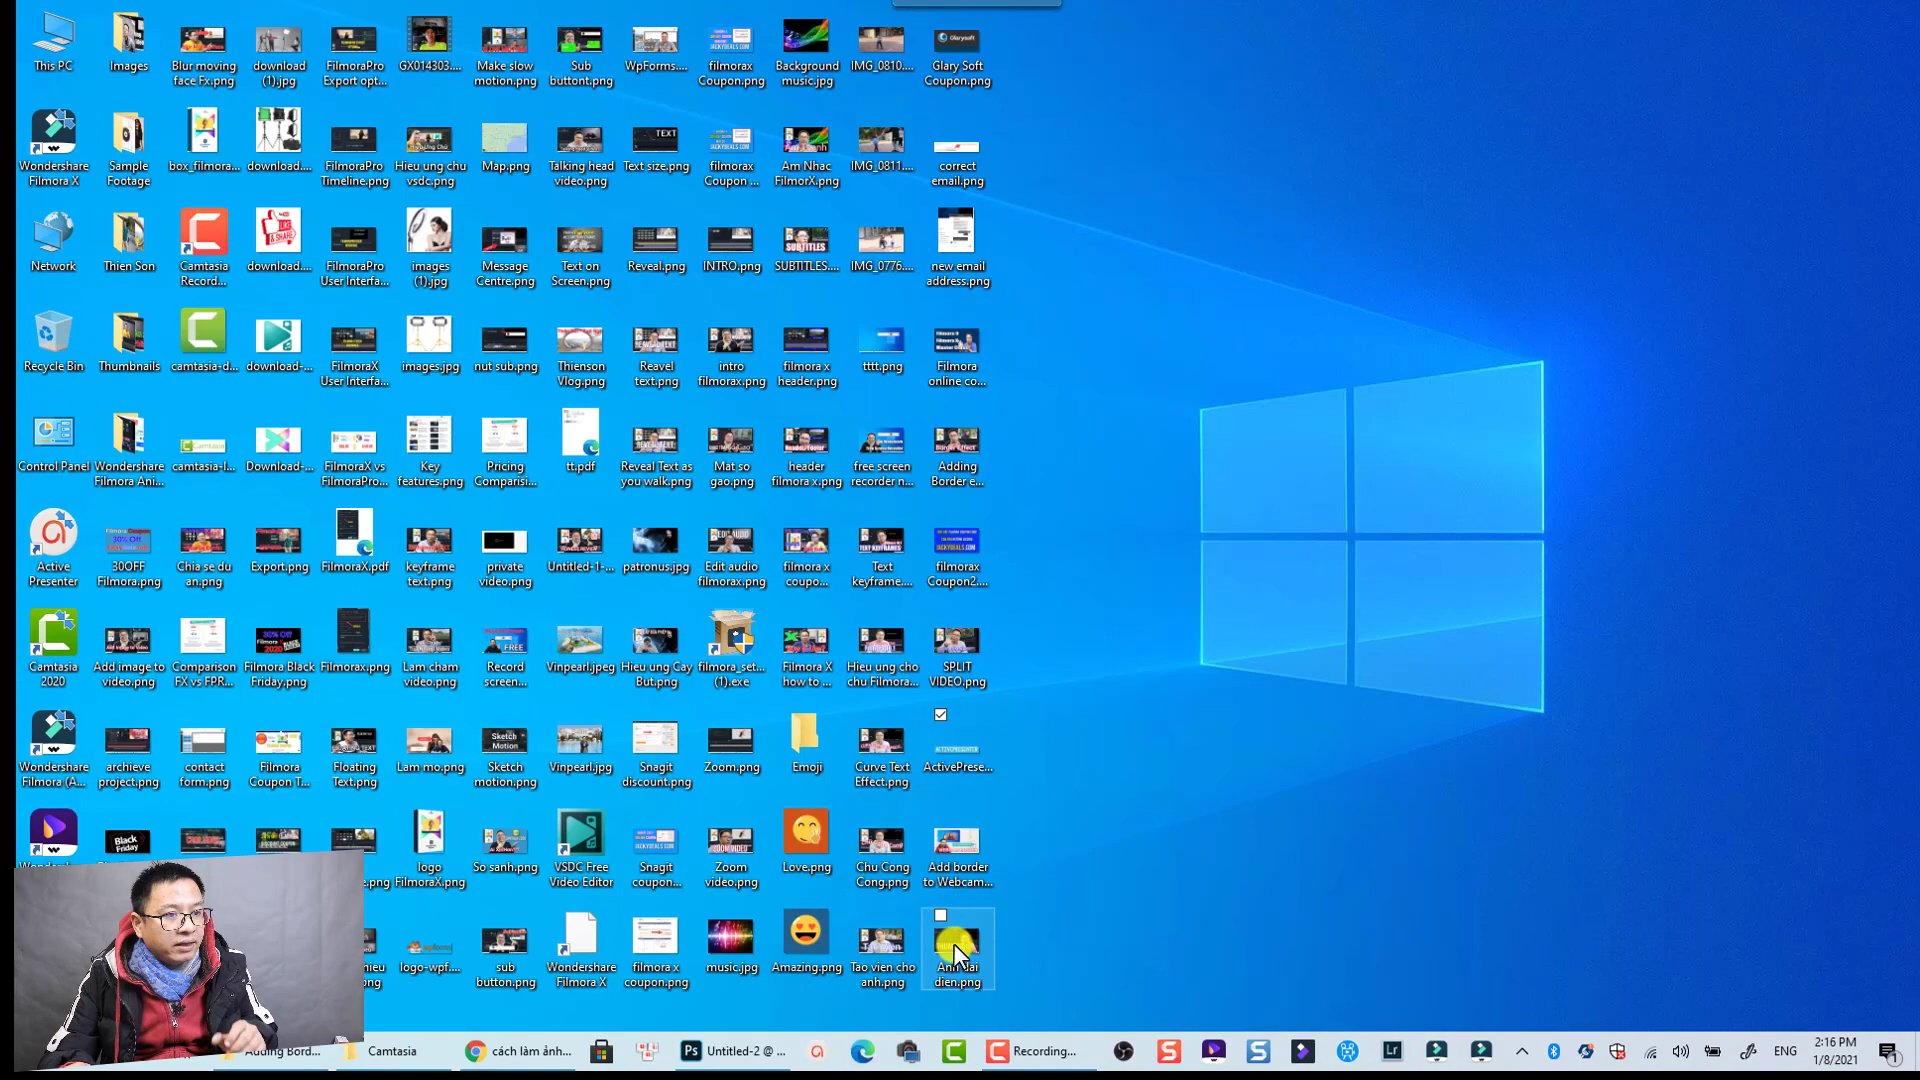 This PC
Images
Blur moving
face Fx.png
download
(1).jpg
FilmoraPro
Export opt...
GX014303....
Make slow
motion.png
Sub
buttont.png
WpForms....
filmorax
Coupon.png
Background
music.jpg
IMG_0810....
Glary Soft
Coupon.png
Wondershare
Filmora X
Sample
Footage
box_filmora...
download....
FilmoraPro
Timeline.png
Hieu ung chu
vsdc.png
Map.png
Talking head
video.png
TEXT
Text size.png
filmorax
Coupon ...
Am Nhac
FilmorX.png
IMG_0811....
correct
email.png
Network
Thien Son
Camtasia
Record...
download....
FilmoraPro
User Interfa...
images
(1).jpg
Message
Centre.png
Text on
Screen.png
Reveal.png
INTRO.png
SUBTITLES
SUBTITLES....
IMG_0776....
new email
address.png
Recycle Bin
Thumbnails
camtasia-d...
download-...
FilmoraX
User Interfa...
images.jpg
nut sub.png
Thienson
Vlog.png
Reavel
text.png
intro
filmorax.png
filmora x
header.png
tttt.png
Filmora
online co...
Control Panel
Wondershare
Filmora Ani...
camtasia-l...
Download-...
FilmoraX vs
FilmoraPro...
Key
features.png
Pricing
Comparisi...
tt.pdf
Reveal Text as
you walk.png
Mat so
gao.png
header
filmora x.png
free screen
recorder n...
Adding
Border e...
Active
Presenter
30OFF
Filmora.png
Chia se du
an.png
Export.png
FilmoraX.pdf
keyframe
text.png
private
video.png
Untitled-1-...
patronus.jpg
Edit audio
filmorax.png
filmora x
coupo...
Text
keyframe....
filmorax
Coupon2....
Camtasia
2020
Add image to
video.png
Comparison
FX vs FPR...
Filmora Black
Friday.png
Filmorax.png
Lam cham
video.png
FREE
Record
screen...
Vinpearl.jpeg
Hieu ung Cay
But.png
filmora_set...
(1).exe
Filmora X
how to ...
Hieu ung cho
chu Filmora...
SPLIT
VIDEO.png
Wondershare
Filmora (A...
archieve
project.png
contact
form.png
Filmora
Coupon T...
Floating
Text.png
Lam mo.png
Sketch
Motion
Sketch
motion.png
Vinpearl.jpg
Snagit
discount.png
Zoom.png
Emoji
Curve Text
Effect.png
ACTIVEPRESENTER
ActivePrese...
Black
Friday
logo
FilmoraX.png
So sanh.png
VSDC Free
Video Editor
Snagit
coupon...
Zoom
video.png
Love.png
Chu Cong
Cong.png
Add border
to Webcam...
logo-wpf....
sub
button.png
Wondershare
Filmora X
filmora x
coupon.png
music.jpg
Amazing.png
Tao vien cho
anh.png
Anh dai
dien.png
Adding Bord...
Camtasia
cách làm ảnh...
Ps
Untitled-2 @ ...
Recording...
Lr
ENG
2:16 PM
1/8/2021
1